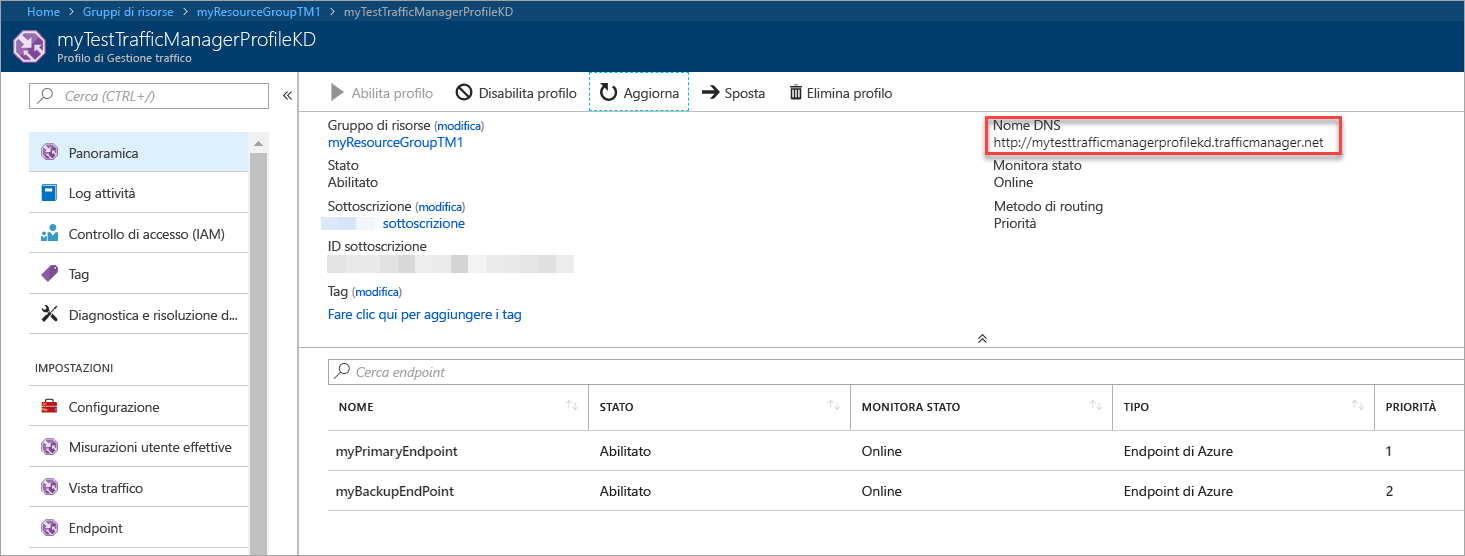 Home > Gruppi di risorse > myResourceGroupTM1 > myTestTrafficManagerProfileKD
myTestTrafficManagerProfileKD
Profilo di Gestione traffico
Cerca (CTRL+/)
«
Panoramica
Log attività
Controllo di accesso (IAM)
Tag
Diagnostica e risoluzione d...
IMPOSTAZIONI
Configurazione
Misurazioni utente effettive
Vista traffico
Endpoint
Abilita profilo
Disabilita profilo
Aggiorna
Sposta
Elimina profilo
Gruppo di risorse (modifica)
myResourceGroupTM1
Stato
Abilitato
Sottoscrizione (modifica)
sottoscrizione
ID sottoscrizione
Tag (modifica)
Fare clic qui per aggiungere i tag
Nome DNS
http://mytesttrafficmanagerprofilekd.trafficmanager.net
Monitora stato
Online
Metodo di routing
Priorità
Cerca endpoint
NOME STATO MONITORA STATO TIPO PRIORITÀ
myPrimaryEndpoint Abilitato Online Endpoint di Azure 1
myBackupEndPoint Abilitato Online Endpoint di Azure 2